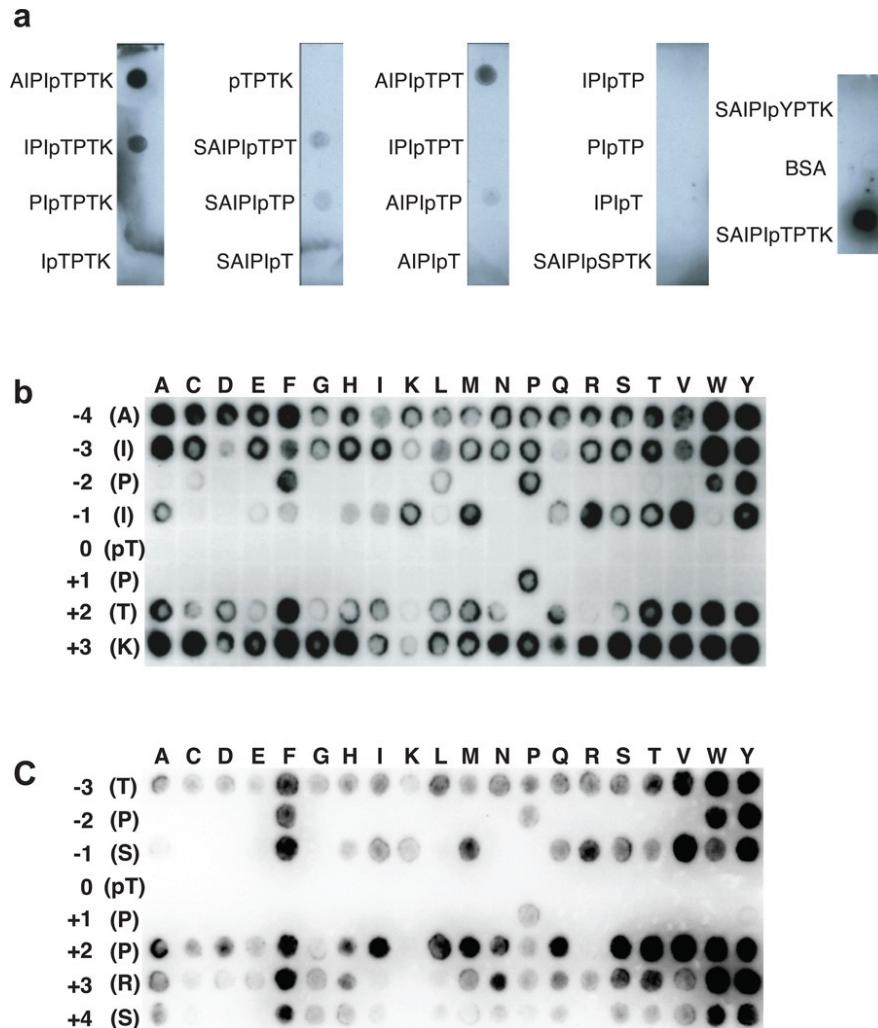 a
AIPIpTPTK pTPTK AIPIpTPT IPIpTP
SAIPIpYPTK
IPIpTPTK SAIPIpTPT IPIpTPT PIpTP
BSA
PIpTPTK SAIPIpTP AIPIpTP IPIpT
SAIPIpTPTK
IpTPTK SAIPIpT AIPIpT SAIPIpSPTK
b
A C D E F G H I K L M N P Q R S T V W Y
-4 (A)
-3 (I)
-2 (P)
-1 (I)
0 (pT)
+1 (P)
+2 (T)
+3 (K)
C
A C D E F G H I K L M N P Q R S T V W Y
-3 (T)
-2 (P)
-1 (S)
0 (pT)
+1 (P)
+2 (P)
+3 (R)
+4 (S)